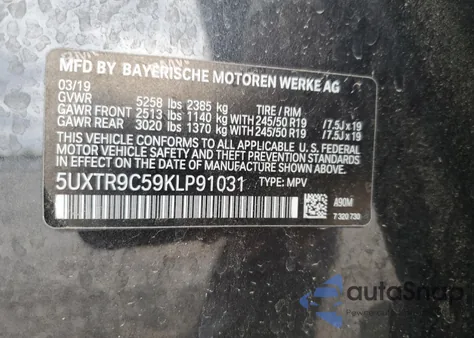 MFD BY BAYERISCHE MOTOREN WERKE AG
03/19
GVWR 5258 lbs 2385 kg TIRE / RIM
GAWR FRONT 2513 lbs 1140 kg WITH 245/50 R19 /7.5J x 19
GAWR REAR 3020 lbs 1370 kg WITH 245/50 R19 /7.5J x 19
THIS VEHICLE CONFORMS TO ALL APPLICABLE U. S. FEDERAL
MOTOR VEHICLE SAFETY, BUMPER, AND THEFT PREVENTION
STANDARDS IN EFFECT ON THE DATE OF MANUFACTURE SHOWN
ABOVE.
5UXTR9C59KLP91031 TYPE: MPV
A90M
7 320 730
autoSnap
Powered